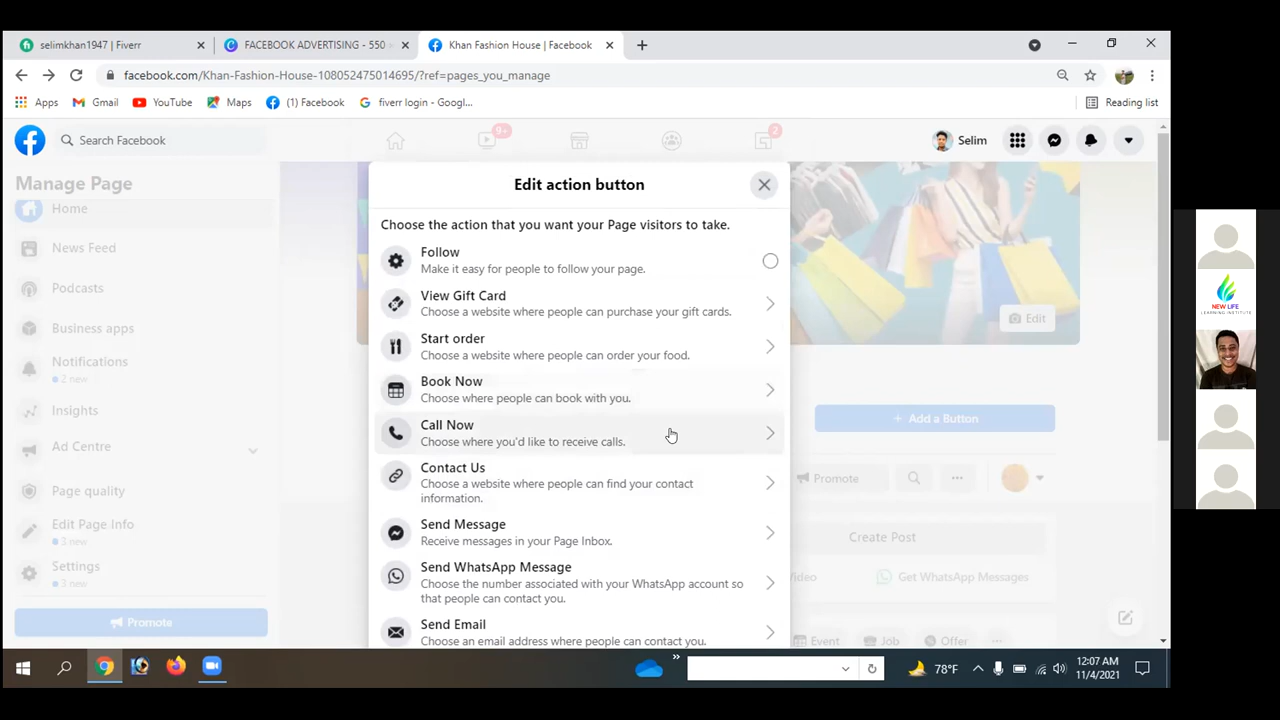 selimkhan1947 | Fiverr
FACEBOOK ADVERTISING - 550
Khan Fashion House | Facebook
facebook.com/Khan-Fashion-House-108052475014695/?ref=pages_you_manage
Apps
Gmail
YouTube
Maps
(1) Facebook
fiverr login - Googl...
Reading list
Search Facebook
9+
2
Selim
Manage Page
Home
News Feed
Podcasts
Business apps
Notifications
2 new
Insights
Ad Centre
Page quality
Edit Page Info
3 new
Settings
3 new
Promote
Edit action button
Choose the action that you want your Page visitors to take.
Follow
Make it easy for people to follow your page.
View Gift Card
Choose a website where people can purchase your gift cards.
Start order
Choose a website where people can order your food.
Book Now
Choose where people can book with you.
Call Now
Choose where you'd like to receive calls.
Contact Us
Choose a website where people can find your contact
information.
Send Message
Receive messages in your Page Inbox.
Send WhatsApp Message
Choose the number associated with your WhatsApp account so
that people can contact you.
Send Email
Choose an email address where people can contact you.
Edit
+ Add a Button
Promote
Create Post
Video
Get WhatsApp Messages
Event
Job
Offer
NEW LIFE
LEARNING INSTITUTE
78°F
12:07 AM
11/4/2021